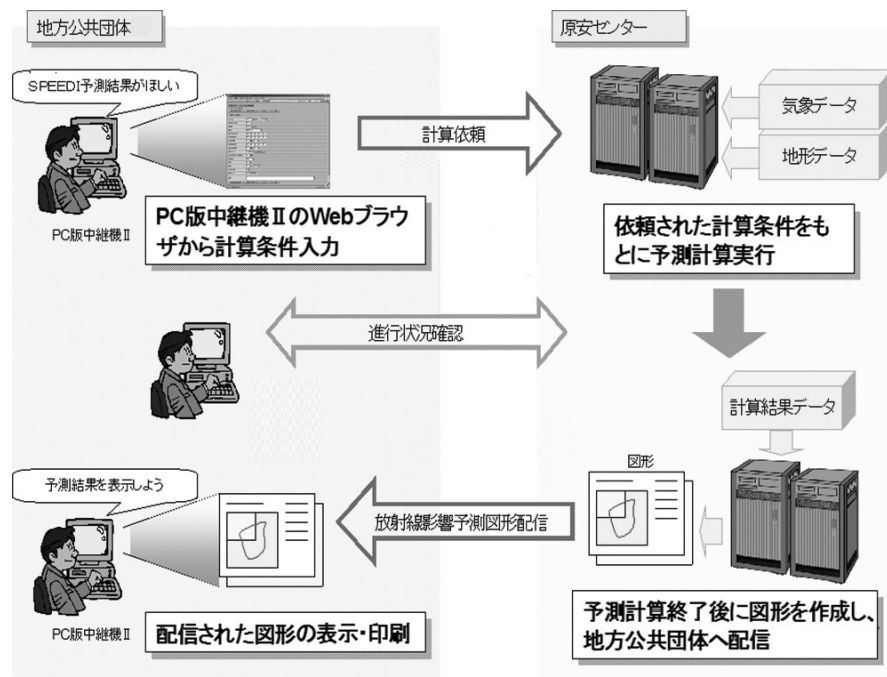 地方公共団体
原安センター
SPEEDI予測結果がほしい
計算依頼
気象データ
地形データ
PC版中継機Ⅱ
PC版中継機ⅡのWebブラウ
ザから計算条件入力
依頼された計算条件をも
とに予測計算実行
進行状況確認
計算結果データ
図形
予測結果を表示しよう
放射線影響予測図形配信
PC版中継機Ⅱ
配信された図形の表示・印刷
予測計算終了後に図形を作成し、
地方公共団体へ配信